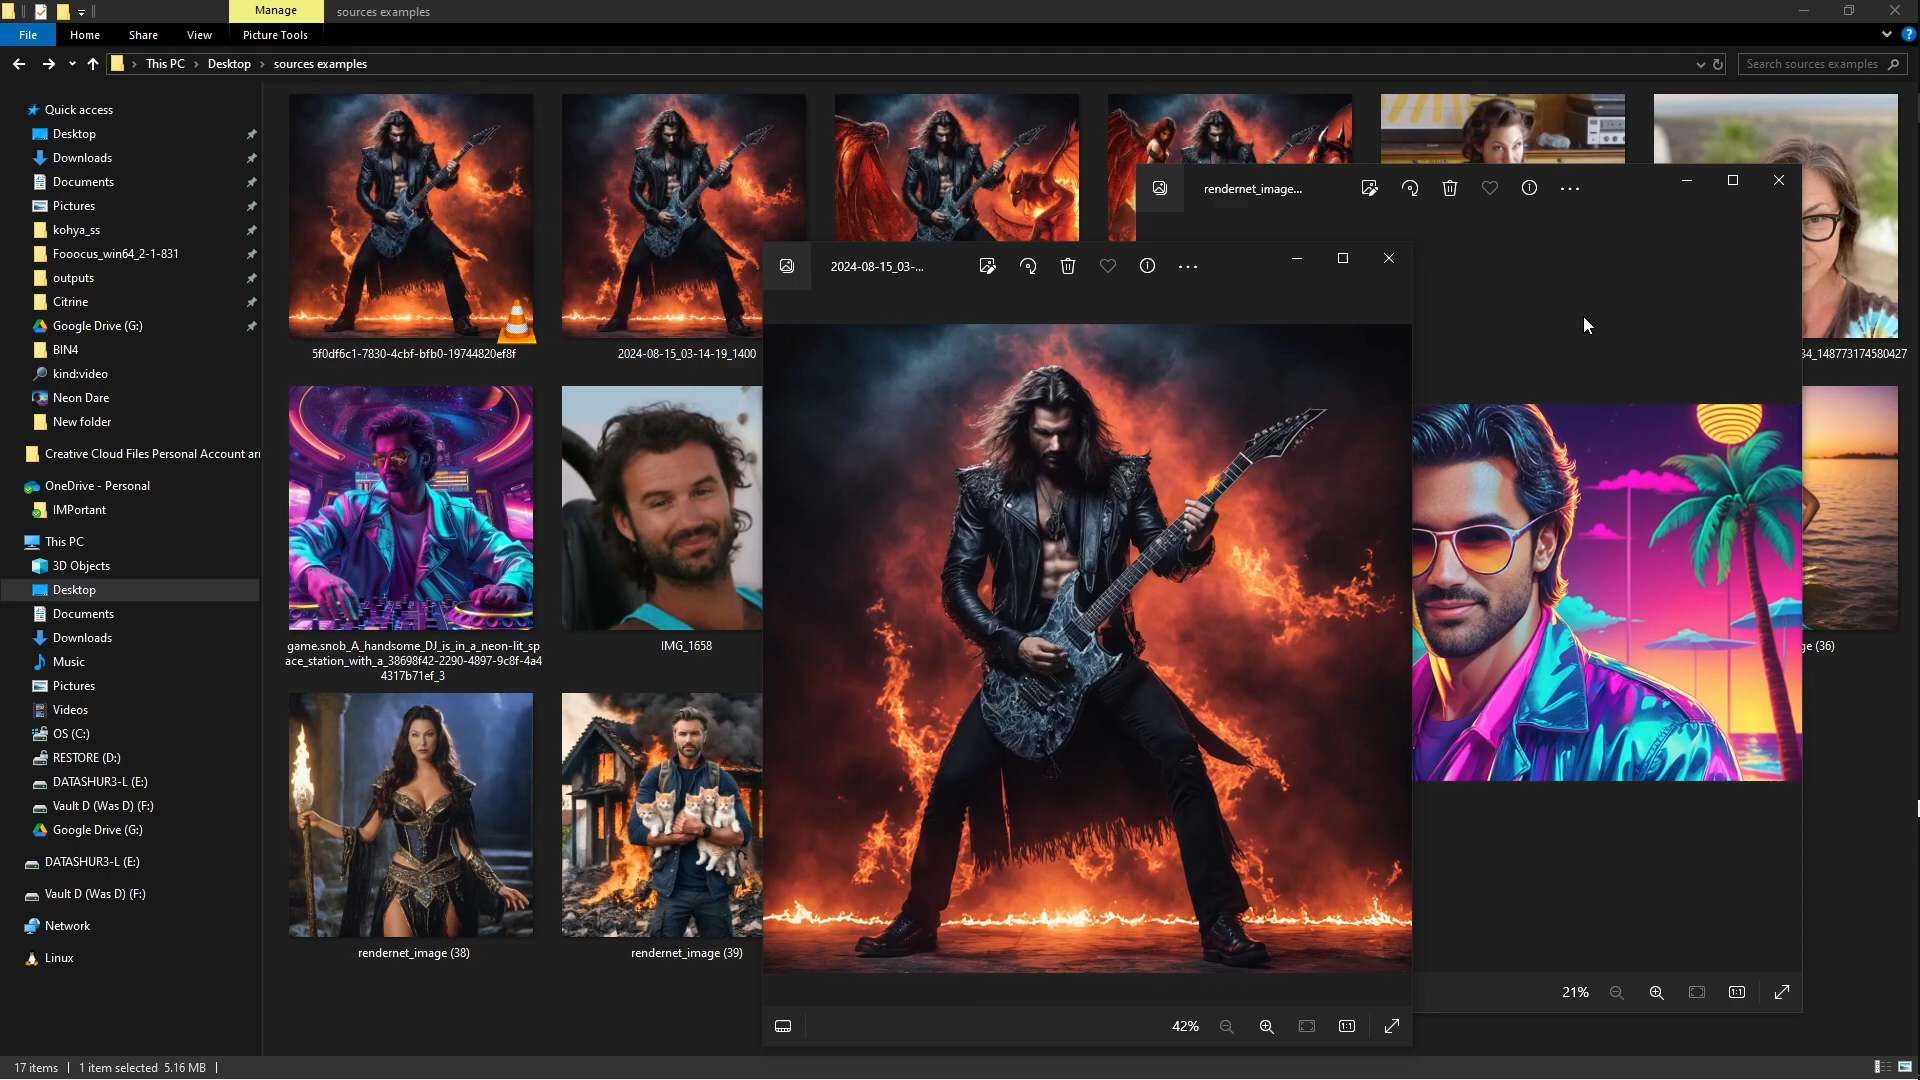 Manage
sources examples
File
Home
Share
View
Picture Tools
This PC
Desktop
sources examples
Search sources examples
Quick access
Desktop
Downloads
Documents
Pictures
kohya_ss
Fooocus_win64_2-1-831
outputs
Citrine
Google Drive (G:)
BIN4
kind:video
Neon Dare
New folder
Creative Cloud Files Personal Account arı
OneDrive - Personal
IMPortant
This PC
3D Objects
Desktop
Documents
Downloads
Music
Pictures
Videos
OS (C:)
RESTORE (D:)
DATASHUR3-L (E:)
Vault D (Was D) (F:)
Google Drive (G:)
DATASHUR3-L (E:)
Vault D (Was D) (F:)
Network
Linux
5f0df6c1-7830-4cbf-bfb0-19744820ef8f
2024-08-15_03-14-19_1400
34_148773174580427
game.snob_A_handsome_DJ_is_in_a_neon-lit_sp
ace_station_with_a_38698f42-2290-4897-9c8f-4a4
4317b71ef_3
IMG_1658
ge (36)
rendernet_image (38)
rendernet_image (39)
rendernet_image...
21%
1:1
2024-08-15_03-...
42%
1:1
17 items
1 item selected 5.16 MB